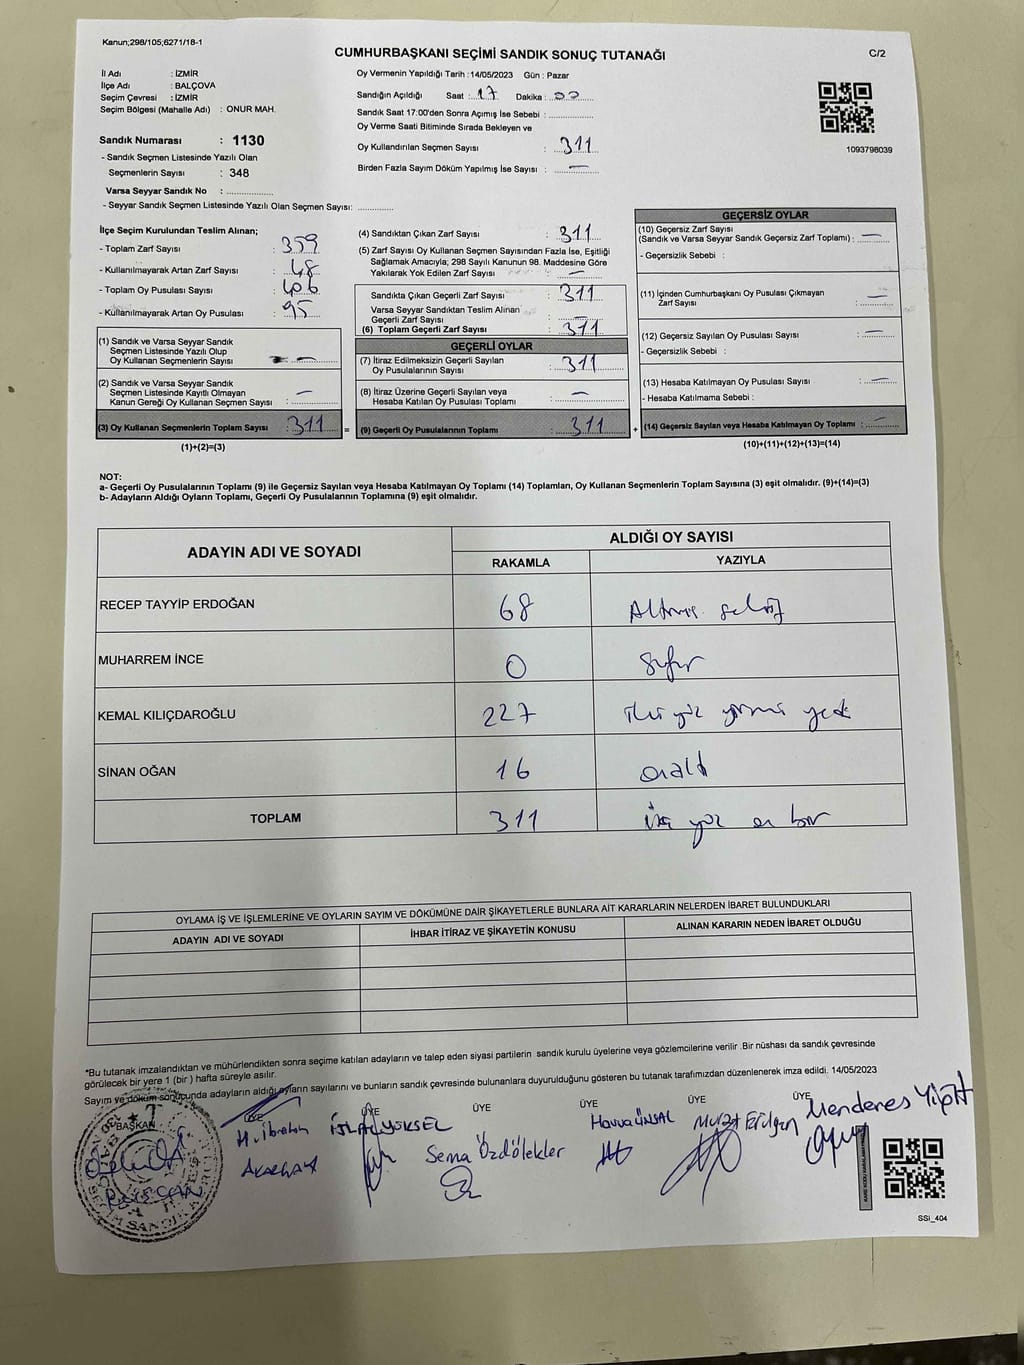 Kanun;298/105;6271/18-1
CUMHURBAŞKANI SEÇİMİ SANDIK SONUÇ TUTANAĞI
C/2
İl Adı : İZMİR
İlçe Adı : BALÇOVA
Seçim Çevresi : İZMİR
Seçim Bölgesi (Mahalle Adı) : ONUR MAH.
Sandık Numarası : 1130
- Sandık Seçmen Listesinde Yazılı Olan
Seçmenlerin Sayısı : 348
Varsa Seyyar Sandık No : ..............
- Seyyar Sandık Seçmen Listesinde Yazılı Olan Seçmen Sayısı: ............
Oy Vermenin Yapıldığı Tarih :14/05/2023 Gün : Pazar
Sandığın Açıldığı Saat : 17 Dakika : 00
Sandık Saat 17:00'den Sonra Açımış İse Sebebi : ..............
Oy Verme Saati Bitiminde Sırada Bekleyen ve
Oy Kullandırılan Seçmen Sayısı : 311
Birden Fazla Sayım Döküm Yapılmış İse Sayısı : —
1093798039
İlçe Seçim Kurulundan Teslim Alınan;
- Toplam Zarf Sayısı : 359
- Kullanılmayarak Artan Zarf Sayısı : 48
- Toplam Oy Pusulası Sayısı : 406
- Kullanılmayarak Artan Oy Pusulası : 95
(1) Sandık ve Varsa Seyyar Sandık
Seçmen Listesinde Yazılı Olup
Oy Kullanan Seçmenlerin Sayısı : —
(2) Sandık ve Varsa Seyyar Sandık
Seçmen Listesinde Kayıtlı Olmayan
Kanun Gereği Oy Kullanan Seçmen Sayısı : —
(3) Oy Kullanan Seçmenlerin Toplam Sayısı : 311 =
(1)+(2)=(3)
(4) Sandıktan Çıkan Zarf Sayısı : 311
(5) Zarf Sayısı Oy Kullanan Seçmen Sayısından Fazla İse, Eşitliği
Sağlamak Amacıyla; 298 Sayılı Kanunun 98. Maddesine Göre
Yakılarak Yok Edilen Zarf Sayısı : —
Sandıkta Çıkan Geçerli Zarf Sayısı : 311
Varsa Seyyar Sandıktan Teslim Alınan
Geçerli Zarf Sayısı : —
(6) Toplam Geçerli Zarf Sayısı : 311
GEÇERLİ OYLAR
(7) İtiraz Edilmeksizin Geçerli Sayılan
Oy Pusulalarının Sayısı : 311
(8) İtiraz Üzerine Geçerli Sayılan veya
Hesaba Katılan Oy Pusulası Toplamı : —
(9) Geçerli Oy Pusulalarının Toplamı : 311 +
GEÇERSİZ OYLAR
(10) Geçersiz Zarf Sayısı
(Sandık ve Varsa Seyyar Sandık Geçersiz Zarf Toplamı) : —
- Geçersizlik Sebebi :
(11) İçinden Cumhurbaşkanı Oy Pusulası Çıkmayan
Zarf Sayısı : —
(12) Geçersiz Sayılan Oy Pusulası Sayısı : —
- Geçersizlik Sebebi :
(13) Hesaba Katılmayan Oy Pusulası Sayısı : —
- Hesaba Katılmama Sebebi :
(14) Geçersiz Sayılan veya Hesaba Katılmayan Oy Toplamı : —
(10)+(11)+(12)+(13)=(14)
NOT:
a- Geçerli Oy Pusulalarının Toplamı (9) ile Geçersiz Sayılan veya Hesaba Katılmayan Oy Toplamı (14) Toplamları, Oy Kullanan Seçmenlerin Toplam Sayısına (3) eşit olmalıdır. (9)+(14)=(3)
b- Adayların Aldığı Oyların Toplamı, Geçerli Oy Pusulalarının Toplamına (9) eşit olmalıdır.
ADAYIN ADI VE SOYADI ALDIĞI OY SAYISI
RAKAMLA YAZIYLA
RECEP TAYYİP ERDOĞAN 68 Altmış sekiz
MUHARREM İNCE 0 Sıfır
KEMAL KILIÇDAROĞLU 227 iki yüz yirmi yedi
SİNAN OĞAN 16 onaltı
TOPLAM 311 üç yüz on bir
OYLAMA İŞ VE İŞLEMLERİNE VE OYLARIN SAYIM VE DÖKÜMÜNE DAİR ŞİKAYETLERLE BUNLARA AİT KARARLARIN NELERDEN İBARET BULUNDUKLARI
ADAYIN ADI VE SOYADI İHBAR İTİRAZ VE ŞİKAYETİN KONUSU ALINAN KARARIN NEDEN İBARET OLDUĞU
*Bu tutanak imzalandıktan ve mühürlendikten sonra seçime katılan adayların ve talep eden siyasi partilerin sandık kurulu üyelerine veya gözlemcilerine verilir .Bir nüshası da sandık çevresinde
görülecek bir yere 1 (bir ) hafta süreyle asılır.
Sayım ve döküm sonucunda adayların aldığı oyların sayılarını ve bunların sandık çevresinde bulunanlara duyurulduğunu gösteren bu tutanak tarafımızdan düzenlenerek imza edildi. 14/05/2023
BAŞKAN ÜYE ÜYE ÜYE ÜYE ÜYE ÜYE
H. İbrahim
YÜKSEL
Sema Özdölekler
Havva ÜNSAL
Murat
Menderes Yiğit
SSi_404